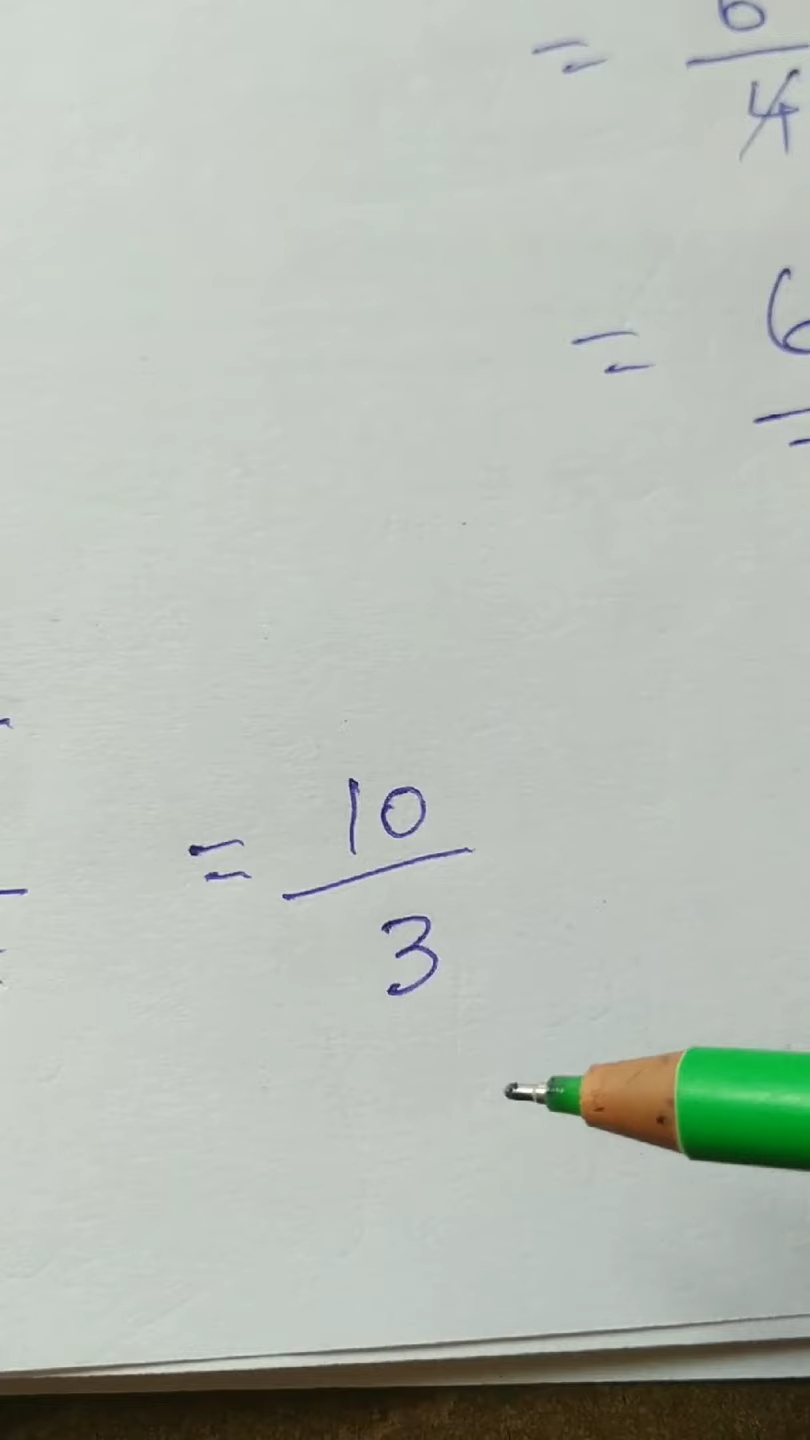 = 6/4
= 6
= 10/3